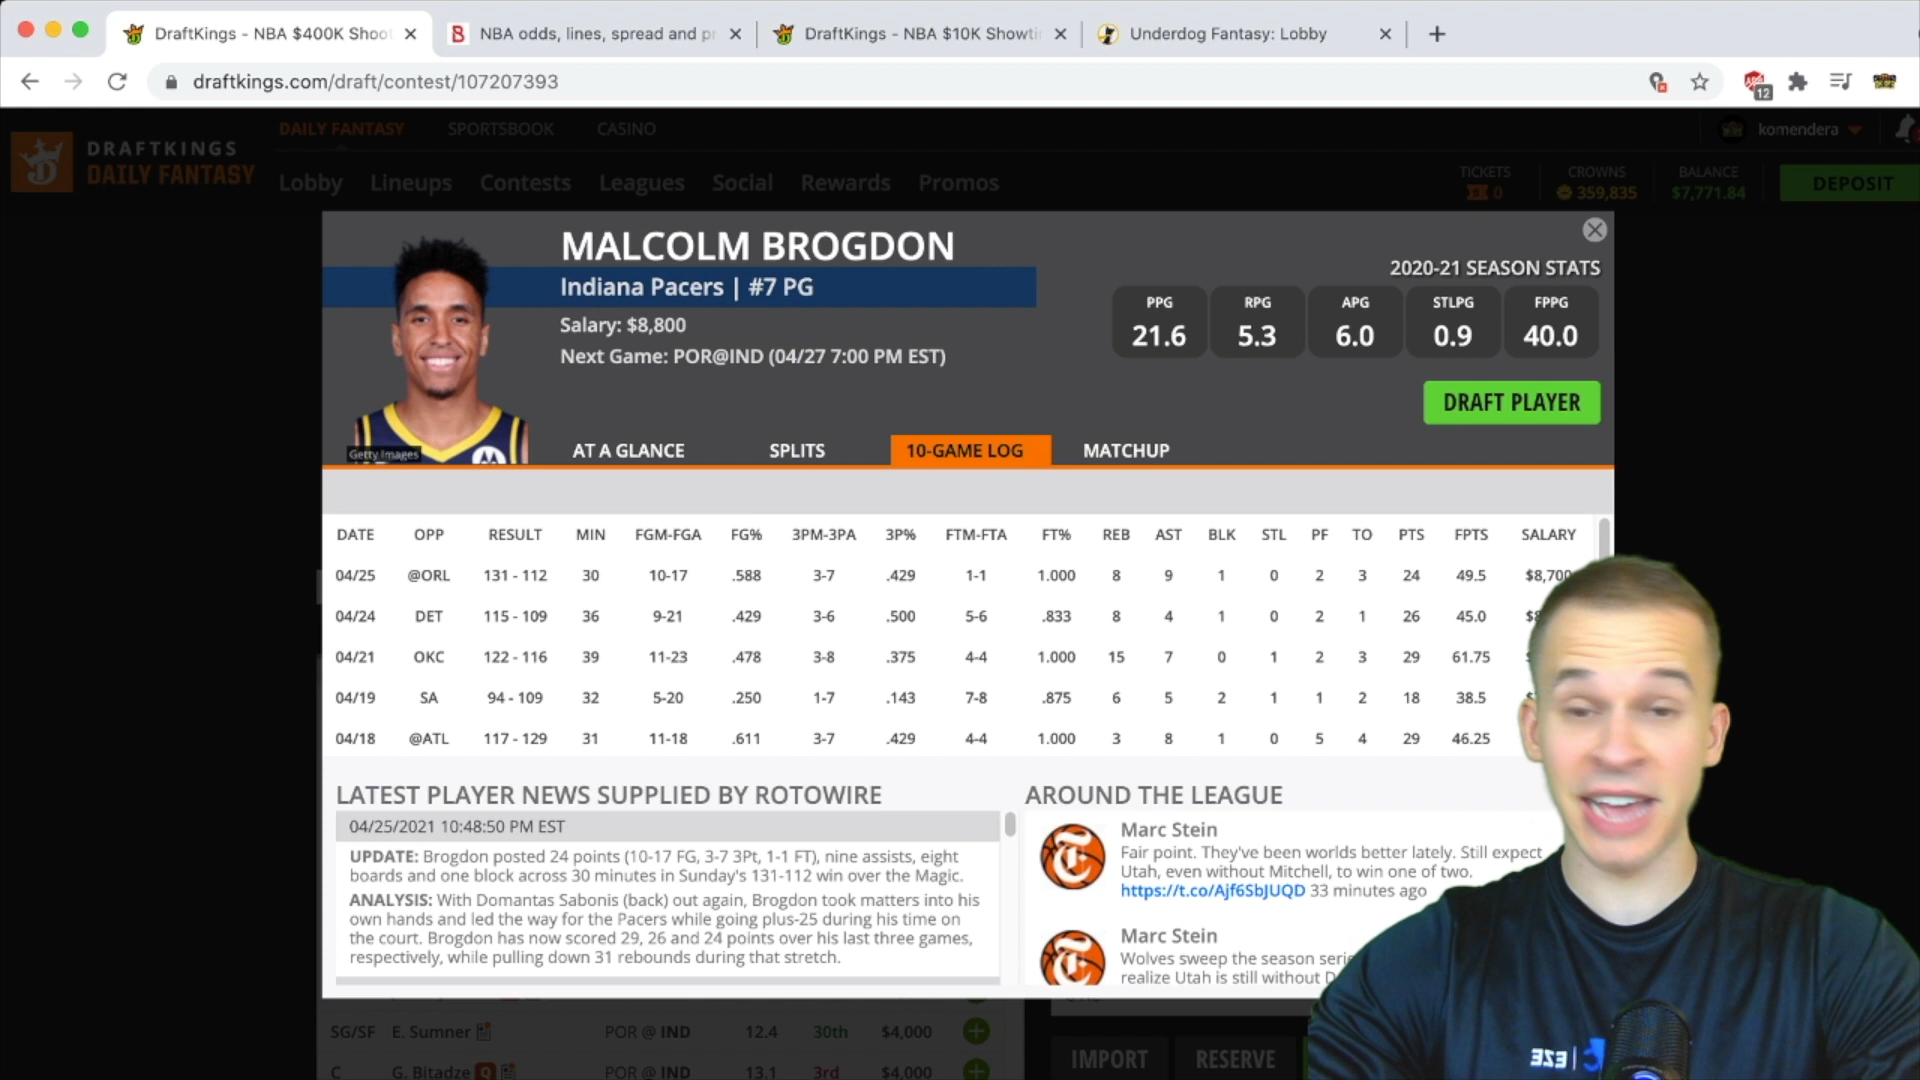 DraftKings - NBA $400K Shoo
NBA odds, lines, spread and pr
DraftKings - NBA $10K Showti
Underdog Fantasy: Lobby
draftkings.com/draft/contest/107207393
12
DRAFTKINGS
DAILY FANTASY
DAILY FANTASY SPORTSBOOK CASINO
komendera
Lobby Lineups Contests Leagues Social Rewards Promos
TICKETS
0
CROWNS
359,835
BALANCE
$7,771.84
DEPOSIT
MALCOLM BROGDON
Indiana Pacers | #7 PG
Salary: $8,800
Next Game: POR@IND (04/27 7:00 PM EST)
2020-21 SEASON STATS
PPG RPG APG STLPG FPPG
21.6 5.3 6.0 0.9 40.0
DRAFT PLAYER
Getty Images
AT A GLANCE SPLITS 10-GAME LOG MATCHUP
DATE OPP RESULT MIN FGM-FGA FG% 3PM-3PA 3P% FTM-FTA FT% REB AST BLK STL PF TO PTS FPTS SALARY
04/25 @ORL 131 - 112 30 10-17 .588 3-7 .429 1-1 1.000 8 9 1 0 2 3 24 49.5 $8,700
04/24 DET 115 - 109 36 9-21 .429 3-6 .500 5-6 .833 8 4 1 0 2 1 26 45.0
04/21 OKC 122 - 116 39 11-23 .478 3-8 .375 4-4 1.000 15 7 0 1 2 3 29 61.75
04/19 SA 94 - 109 32 5-20 .250 1-7 .143 7-8 .875 6 5 2 1 1 2 18 38.5
04/18 @ATL 117 - 129 31 11-18 .611 3-7 .429 4-4 1.000 3 8 1 0 5 4 29 46.25
LATEST PLAYER NEWS SUPPLIED BY ROTOWIRE
04/25/2021 10:48:50 PM EST
UPDATE: Brogdon posted 24 points (10-17 FG, 3-7 3Pt, 1-1 FT), nine assists, eight
boards and one block across 30 minutes in Sunday's 131-112 win over the Magic.
ANALYSIS: With Domantas Sabonis (back) out again, Brogdon took matters into his
own hands and led the way for the Pacers while going plus-25 during his time on
the court. Brogdon has now scored 29, 26 and 24 points over his last three games,
respectively, while pulling down 31 rebounds during that stretch.
AROUND THE LEAGUE
Marc Stein
Fair point. They've been worlds better lately. Still expect
Utah, even without Mitchell, to win one of two.
https://t.co/Ajf6SbJUQD 33 minutes ago
Marc Stein
Wolves sweep the season seri
realize Utah is still without D
SG/SF E. Sumner POR @ IND 12.4 30th $4,000
C G. Bitadze Q POR @ IND 13.1 3rd $4,000
IMPORT RESERVE